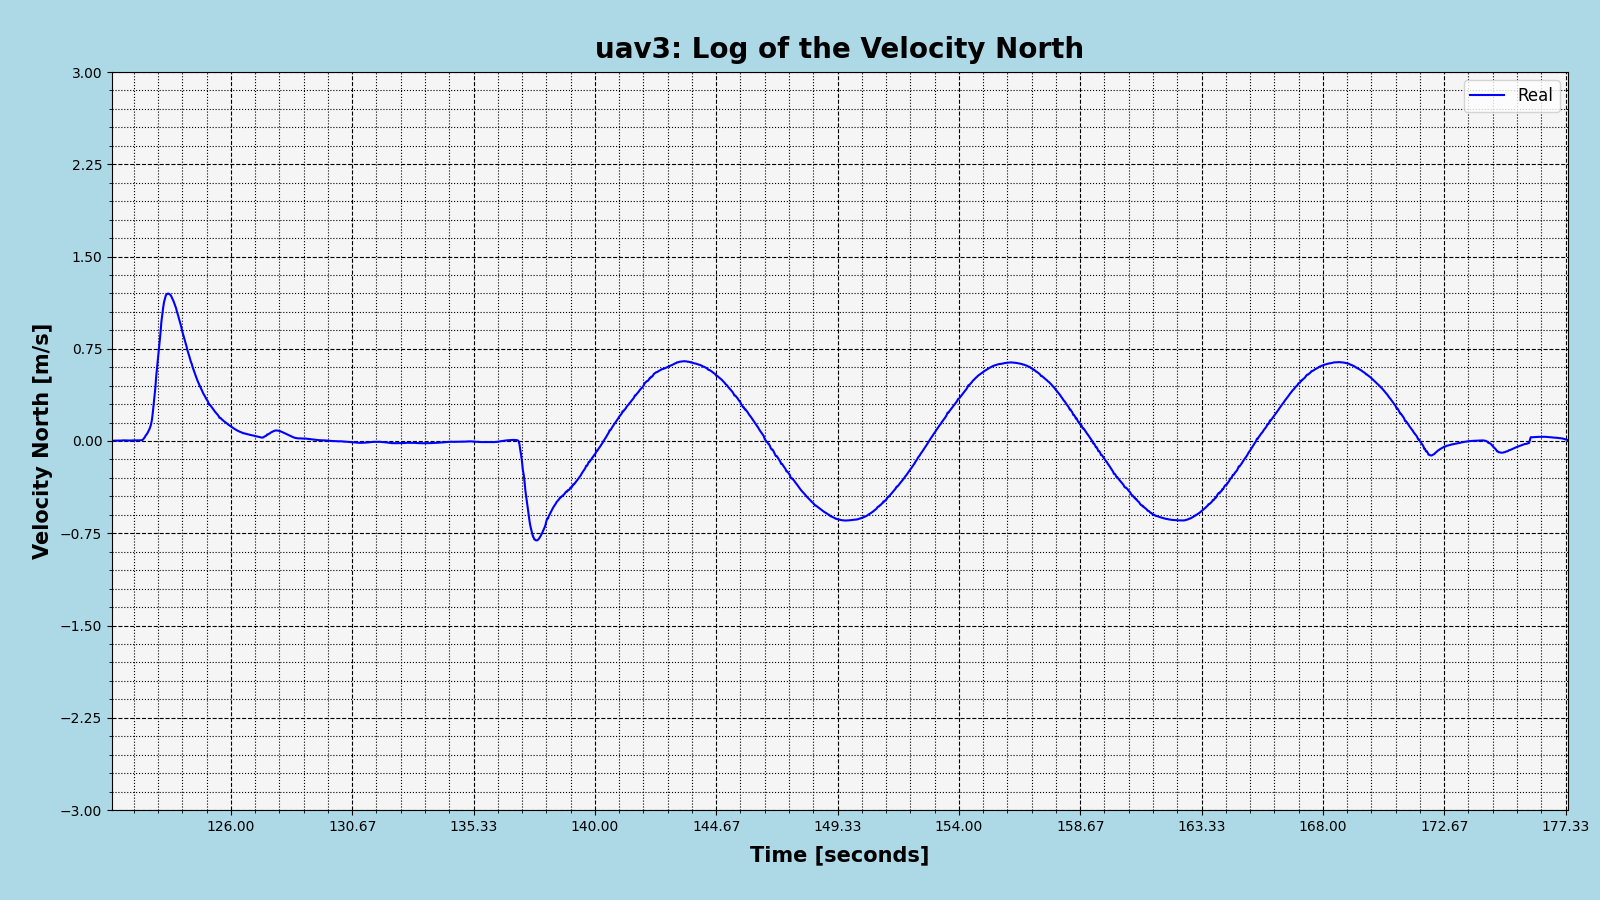 uav3: Log of the Velocity North
Real
3.00
2.25
1.50
0.75
0.00
−0.75
−1.50
−2.25
−3.00
Velocity North [m/s]
126.00 130.67 135.33 140.00 144.67 149.33 154.00 158.67 163.33 168.00 172.67 177.33
Time [seconds]